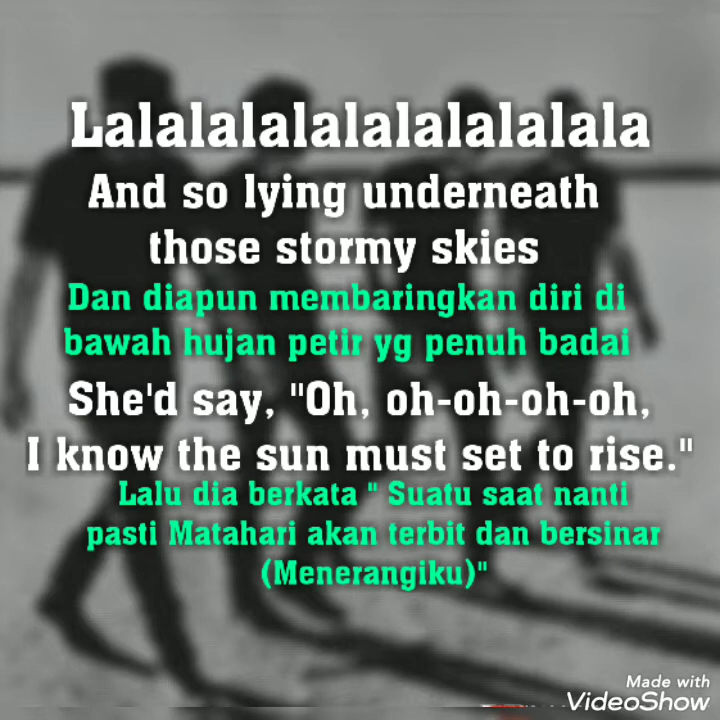 Lalalalalalalalalalala
And so lying underneath
those stormy skies
Dan diapun membaringkan diri di
bawah hujan petir yg penuh badai
She'd say, "Oh, oh-oh-oh-oh,
I know the sun must set to rise."
Lalu dia berkata " Suatu saat nanti
pasti Matahari akan terbit dan bersinar
(Menerangiku)"
Made with
VideoShow